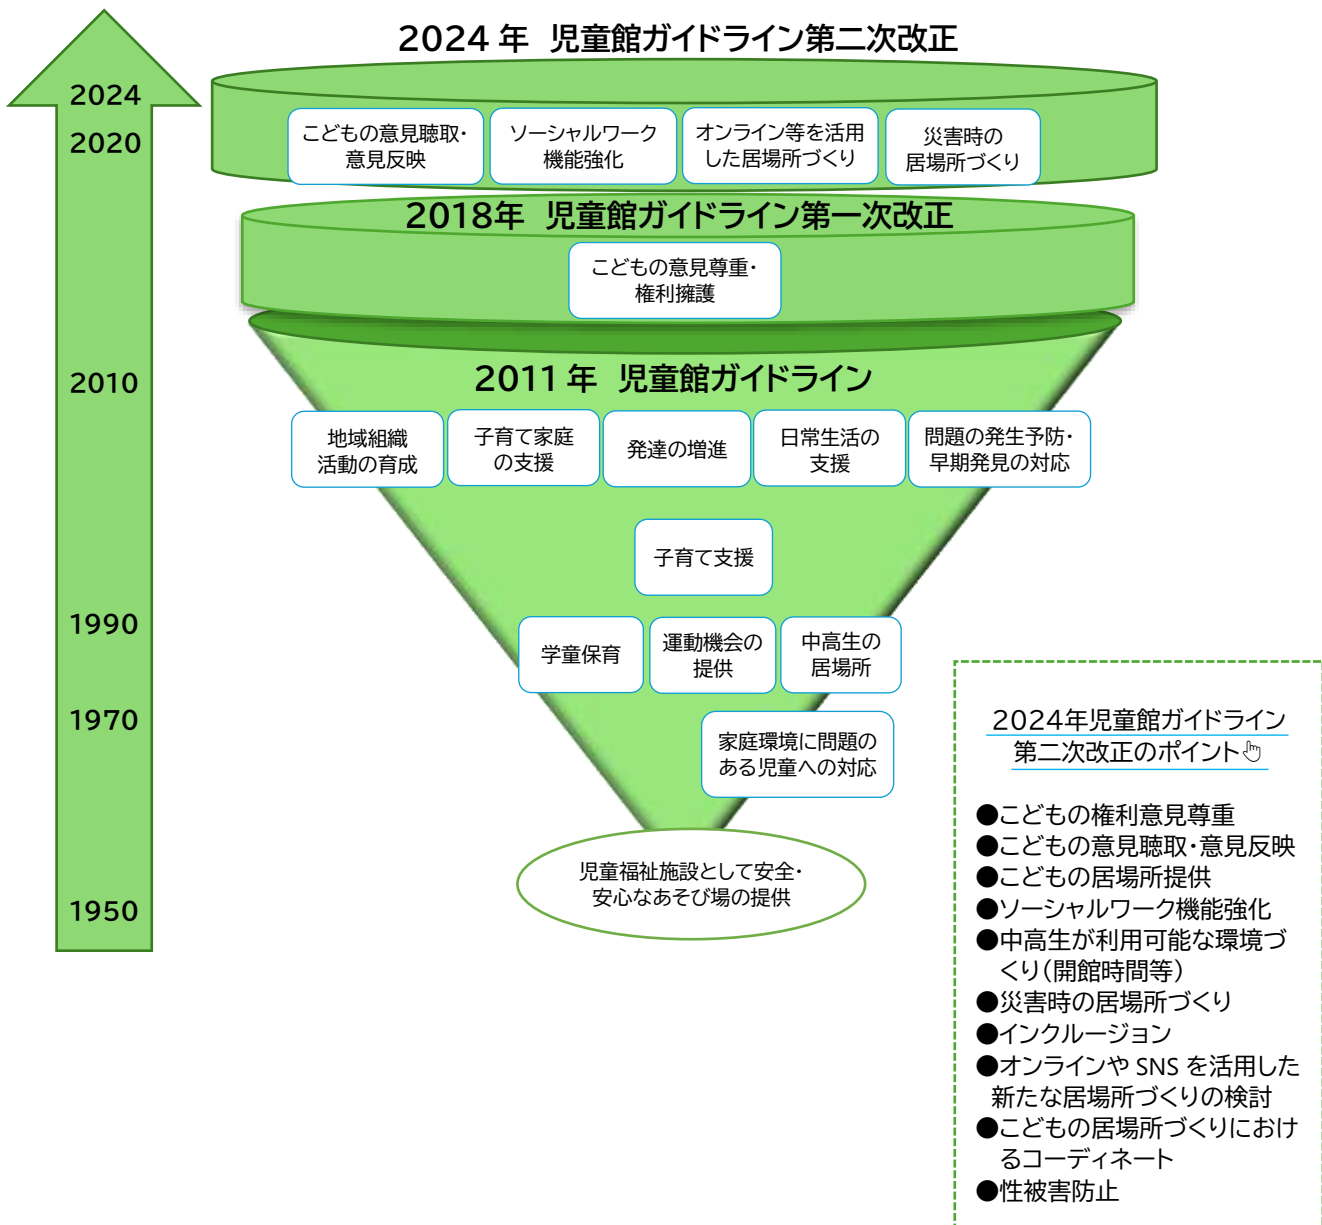 2024年 児童館ガイドライン第二次改正
2024
2020
こどもの意見聴取・
意見反映
ソーシャルワーク
機能強化
オンライン等を活用
した居場所づくり
災害時の
居場所づくり
2018年 児童館ガイドライン第一次改正
こどもの意見尊重・
権利擁護
2010
2011年 児童館ガイドライン
地域組織
活動の育成
子育て家庭
の支援
発達の増進
日常生活の
支援
問題の発生予防・
早期発見の対応
子育て支援
1990
学童保育
運動機会の
提供
中高生の
居場所
1970
家庭環境に問題の
ある児童への対応
児童福祉施設として安全・
安心なあそび場の提供
1950
2024年児童館ガイドライン
第二次改正のポイント
●こどもの権利意見尊重
●こどもの意見聴取・意見反映
●こどもの居場所提供
●ソーシャルワーク機能強化
●中高生が利用可能な環境づ
くり(開館時間等)
●災害時の居場所づくり
●インクルージョン
●オンラインや SNS を活用した
新たな居場所づくりの検討
●こどもの居場所づくりにおけ
るコーディネート
●性被害防止